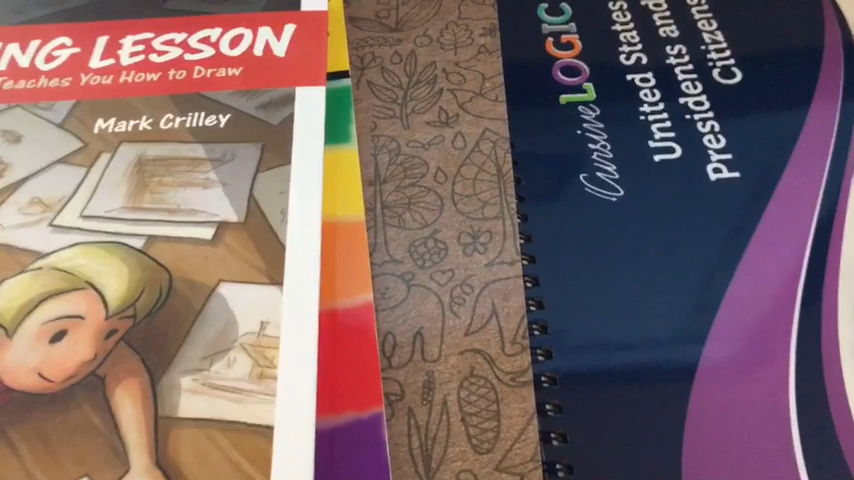 NG LESSON
Teaches You How to Draw
Mark Crilley
CursiveLOGIC
United States
Presidents and
Citizens